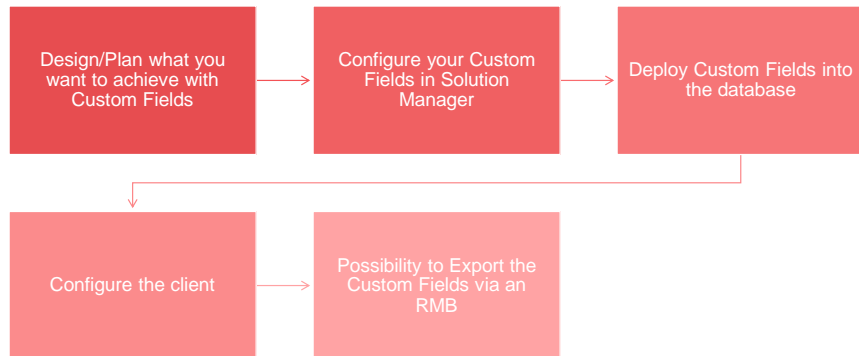 Design/Plan what you
want to achieve with
Custom Fields
Configure your Custom
Fields in Solution
Manager
Deploy Custom Fields into
the database
Configure the client
Possibility to Export the
Custom Fields via an
RMB